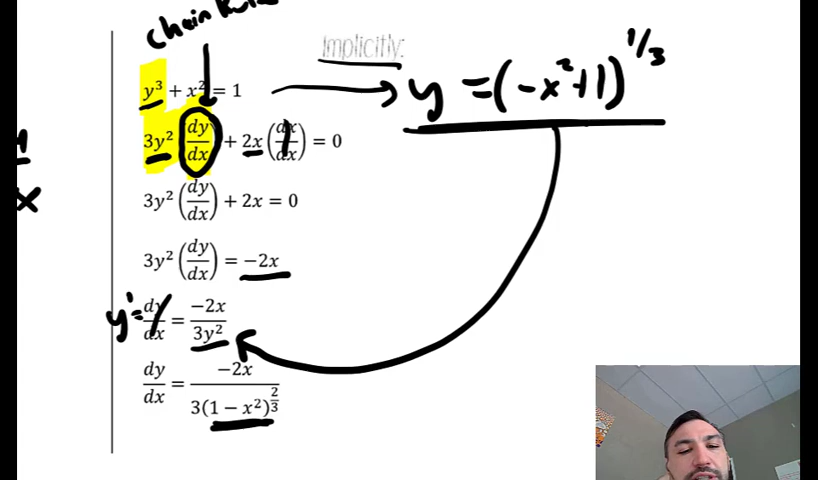 chain Rule
Implicitly:
y³ + x² = 1
y = (-x²+1)^1/3
3y² (dy/dx) + 2x (dx/dx) = 0
3y² (dy/dx) + 2x = 0
3y² (dy/dx) = -2x
y' = dy/dx = -2x/3y²
dy/dx = -2x/3(1 - x²)^2/3
x